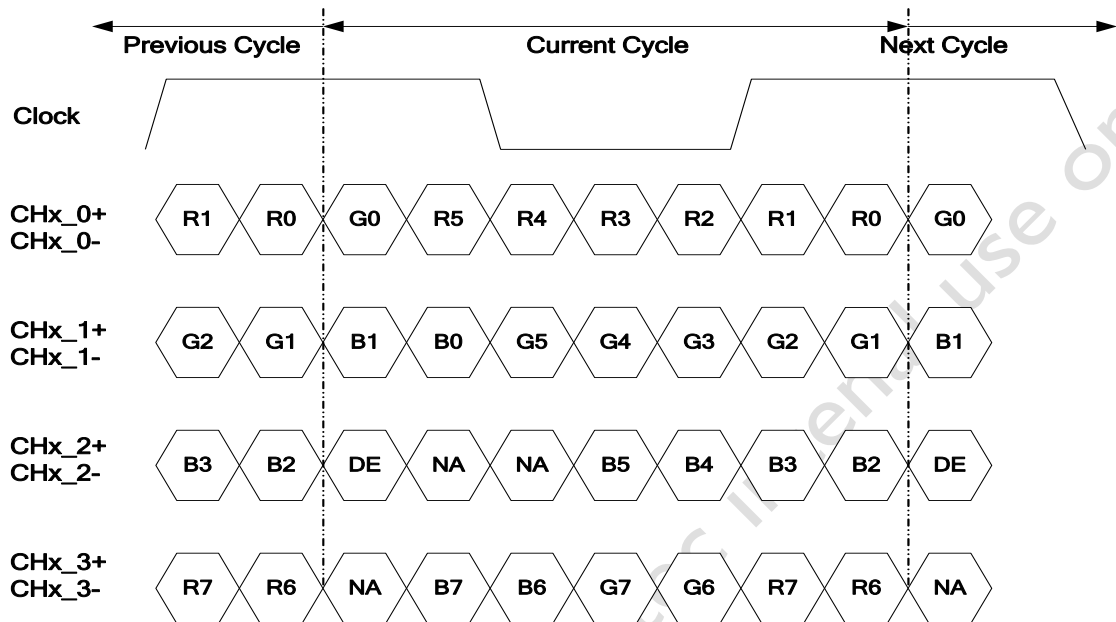 Previous Cycle Current Cycle Next Cycle
Clock
CHx_0+
CHx_0-
R1 R0 G0 R5 R4 R3 R2 R1 R0 G0
CHx_1+
CHx_1-
G2 G1 B1 B0 G5 G4 G3 G2 G1 B1
CHx_2+
CHx_2-
B3 B2 DE NA NA B5 B4 B3 B2 DE
CHx_3+
CHx_3-
R7 R6 NA B7 B6 G7 G6 R7 R6 NA
use